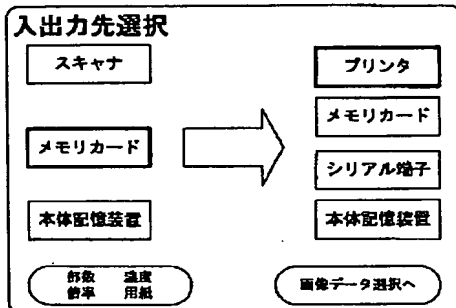 入出力先選択
スキャナ
メモリカード
本体記憶装置
プリンタ
メモリカード
シリアル端子
本体記憶装置
部数 濃度
倍率 用紙
画像データ選択へ